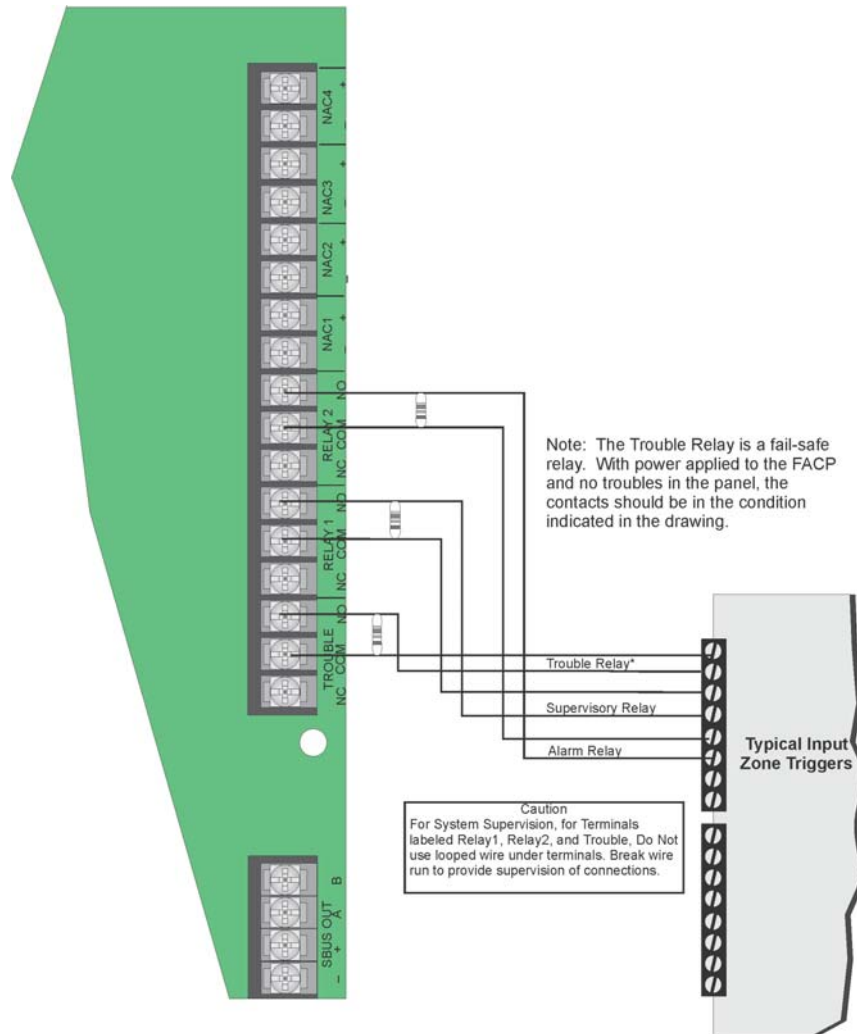 +
NAC4
–
+
NAC3
–
+
NAC2
–
+
NAC1
–
NO
RELAY 2
COM
NC
NO
RELAY 1
COM
NC
NO
TROUBLE
COM
NC
Note: The Trouble Relay is a fail-safe
relay. With power applied to the FACP
and no troubles in the panel, the
contacts should be in the condition
indicated in the drawing.
Trouble Relay*
Supervisory Relay
Alarm Relay
Typical Input
Zone Triggers
Caution
For System Supervision, for Terminals
labeled Relay1, Relay2, and Trouble, Do Not
use looped wire under terminals. Break wire
run to provide supervision of connections.
B
A
SBUS OUT
+
–